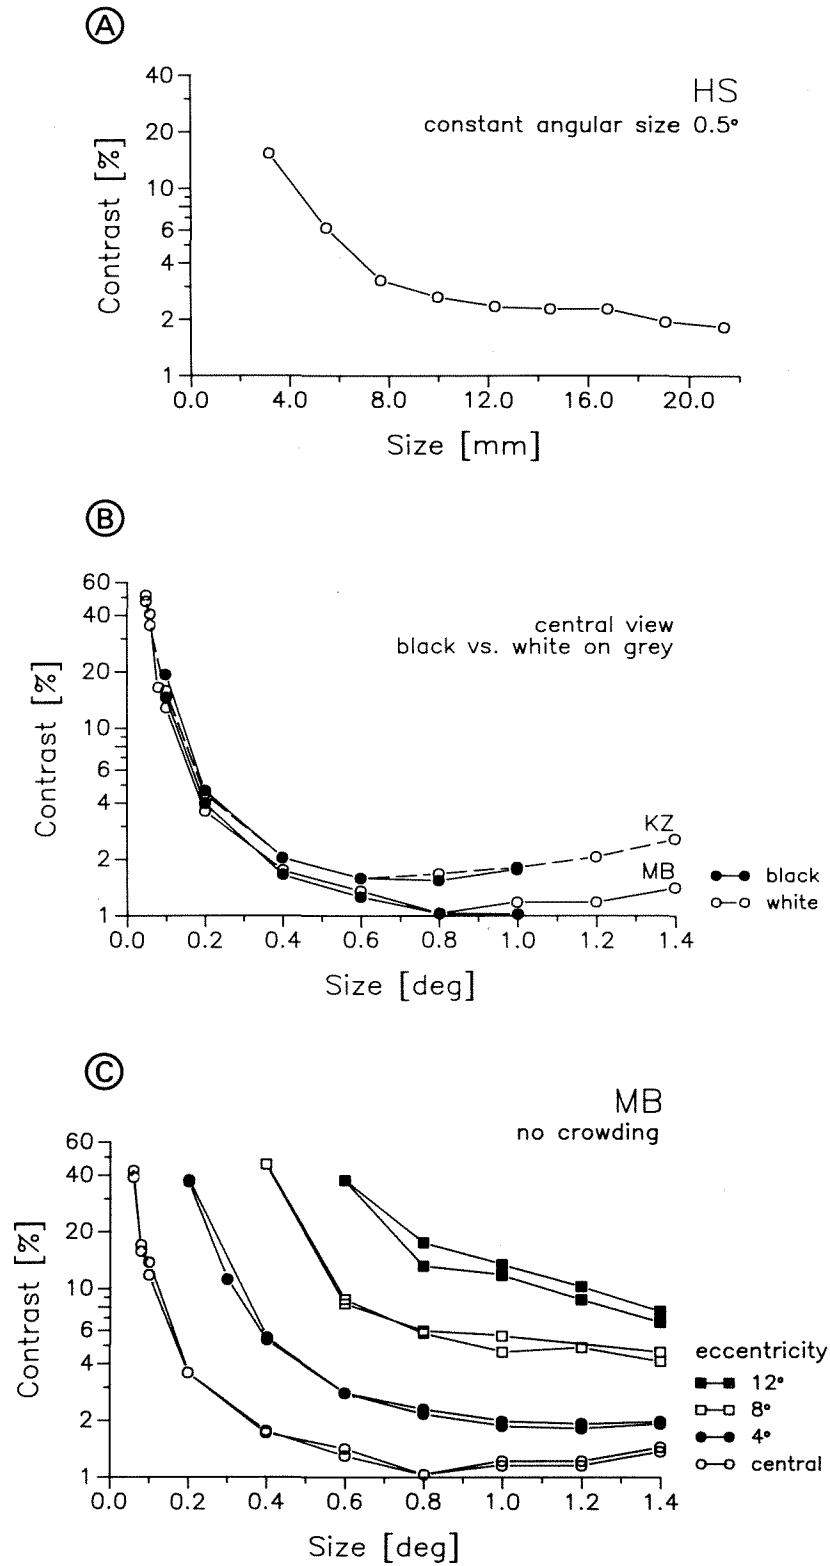 A
HS
constant angular size 0.5°
Contrast [%]
40
20
10
6
4
2
1
0.0 4.0 8.0 12.0 16.0 20.0
Size [mm]
B
central view
black vs. white on grey
Contrast [%]
60
40
20
10
6
4
2
1
KZ
MB
black
white
0.0 0.2 0.4 0.6 0.8 1.0 1.2 1.4
Size [deg]
C
MB
no crowding
Contrast [%]
60
40
20
10
6
4
2
1
eccentricity
12°
8°
4°
central
0.0 0.2 0.4 0.6 0.8 1.0 1.2 1.4
Size [deg]